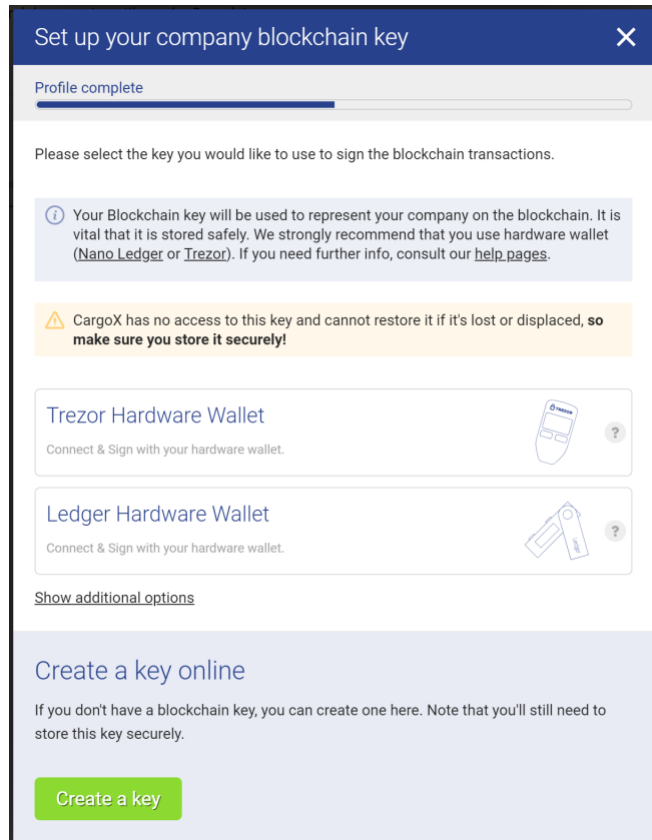 Set up your company blockchain key
Profile complete
Please select the key you would like to use to sign the blockchain transactions.
Your Blockchain key will be used to represent your company on the blockchain. It is
vital that it is stored safely. We strongly recommend that you use hardware wallet
(Nano Ledger or Trezor). If you need further info, consult our help pages.
CargoX has no access to this key and cannot restore it if it's lost or displaced, so
make sure you store it securely!
Trezor Hardware Wallet
Connect & Sign with your hardware wallet.
TREZOR
?
Ledger Hardware Wallet
Connect & Sign with your hardware wallet.
Ledger
?
Show additional options
Create a key online
If you don't have a blockchain key, you can create one here. Note that you'll still need to
store this key securely.
Create a key